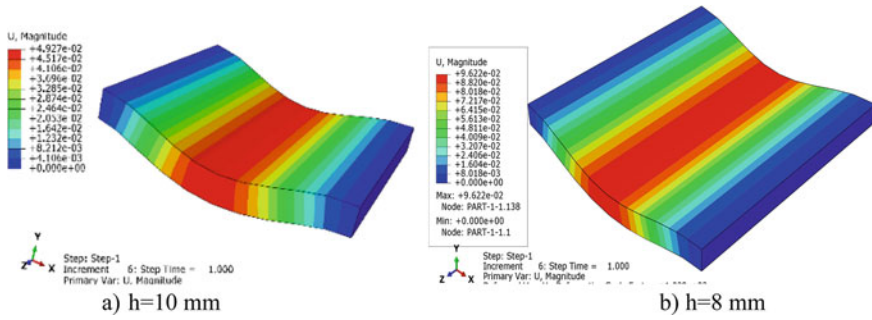 U, Magnitude
+4.927e-02
+4.517e-02
+4.106e-02
+3.696e-02
+3.285e-02
+2.874e-02
+2.464e-02
+2.053e-02
+1.642e-02
+1.232e-02
+8.212e-03
+4.106e-03
+0.000e+00
Y
Z X
Step: Step-1
Increment 6: Step Time = 1.000
Primary Var: U, Magnitude
a) h=10 mm
U, Magnitude
+9.622e-02
+8.820e-02
+8.018e-02
+7.217e-02
+6.415e-02
+5.613e-02
+4.811e-02
+4.009e-02
+3.207e-02
+2.406e-02
+1.604e-02
+8.018e-03
+0.000e+00
Max: +9.622e-02
Node: PART-1-1.138
Min: +0.000e+00
Node: PART-1-1.1
Y
Z X
Step: Step-1
Increment 6: Step Time = 1.000
Primary Var: U, Magnitude
b) h=8 mm